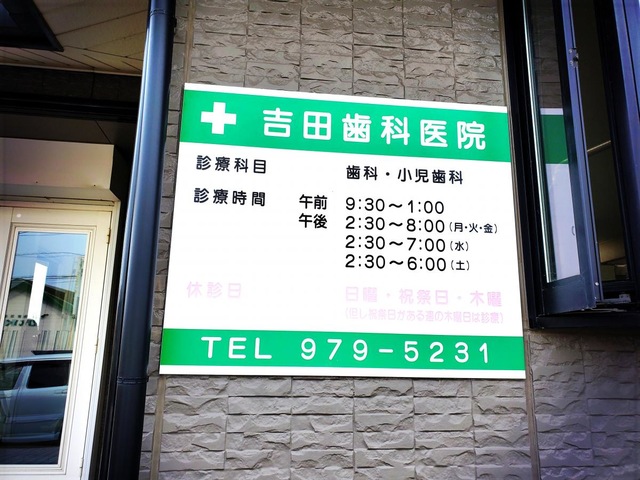 吉田歯科医院
診療科目 歯科・小児歯科
診療時間 午前 9:30～1:00
午後 2:30～8:00(月・火・金)
2:30～7:00(水)
2:30～6:00(土)
休診日 日曜・祝祭日・木曜
(但し祝祭日がある週の木曜日は診療)
TEL 979-5231